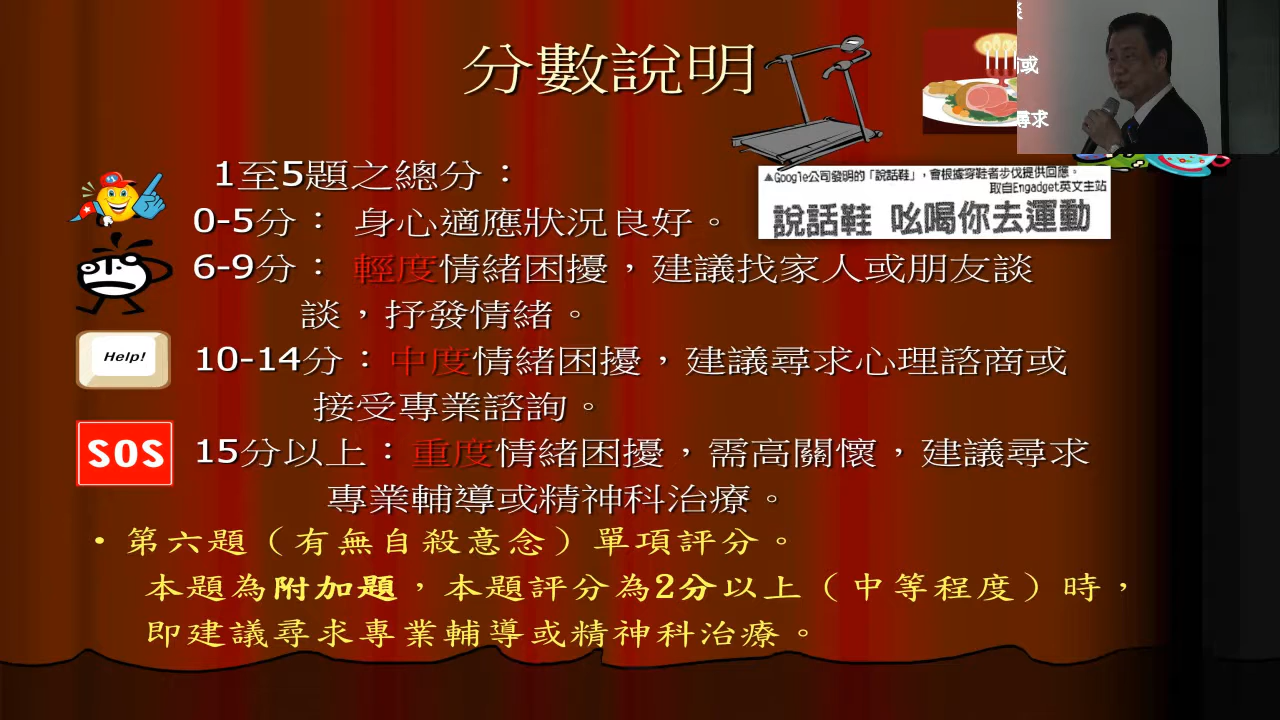 分數說明
或
尋求
1至5題之總分：
▲Google公司發明的「說話鞋」，會根據穿鞋者步伐提供回應。
取自Engadget英文主站
說話鞋 吆喝你去運動
0-5分： 身心適應狀況良好。
6-9分： 輕度情緒困擾，建議找家人或朋友談
談，抒發情緒。
Help!
10-14分：中度情緒困擾，建議尋求心理諮商或
接受專業諮詢。
SOS
15分以上：重度情緒困擾，需高關懷，建議尋求
專業輔導或精神科治療。
• 第六題（有無自殺意念）單項評分。
本題為附加題，本題評分為2分以上（中等程度）時，
即建議尋求專業輔導或精神科治療。